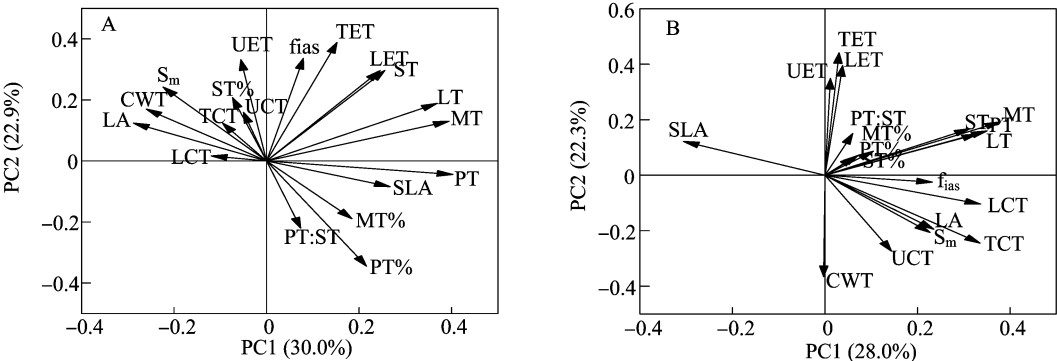 A
0.4
0.2
0
−0.2
−0.4
PC2 (22.9%)
TET
UET
fias
LET
ST
Sm
ST%
CWT
TCT
UCT
LT
LA
MT
LCT
PT
SLA
MT%
PT:ST
PT%
−0.4
−0.2
0
0.2
0.4
PC1 (30.0%)
B
0.6
0.4
0.2
0
−0.2
−0.4
−0.6
PC2 (22.3%)
TET
LET
UET
PT:ST
MT%
MT
ST
PT
SLA
LT
PT%
ST%
fias
LCT
LA
Sm
TCT
UCT
CWT
−0.4
−0.2
0
0.2
0.4
PC1 (28.0%)